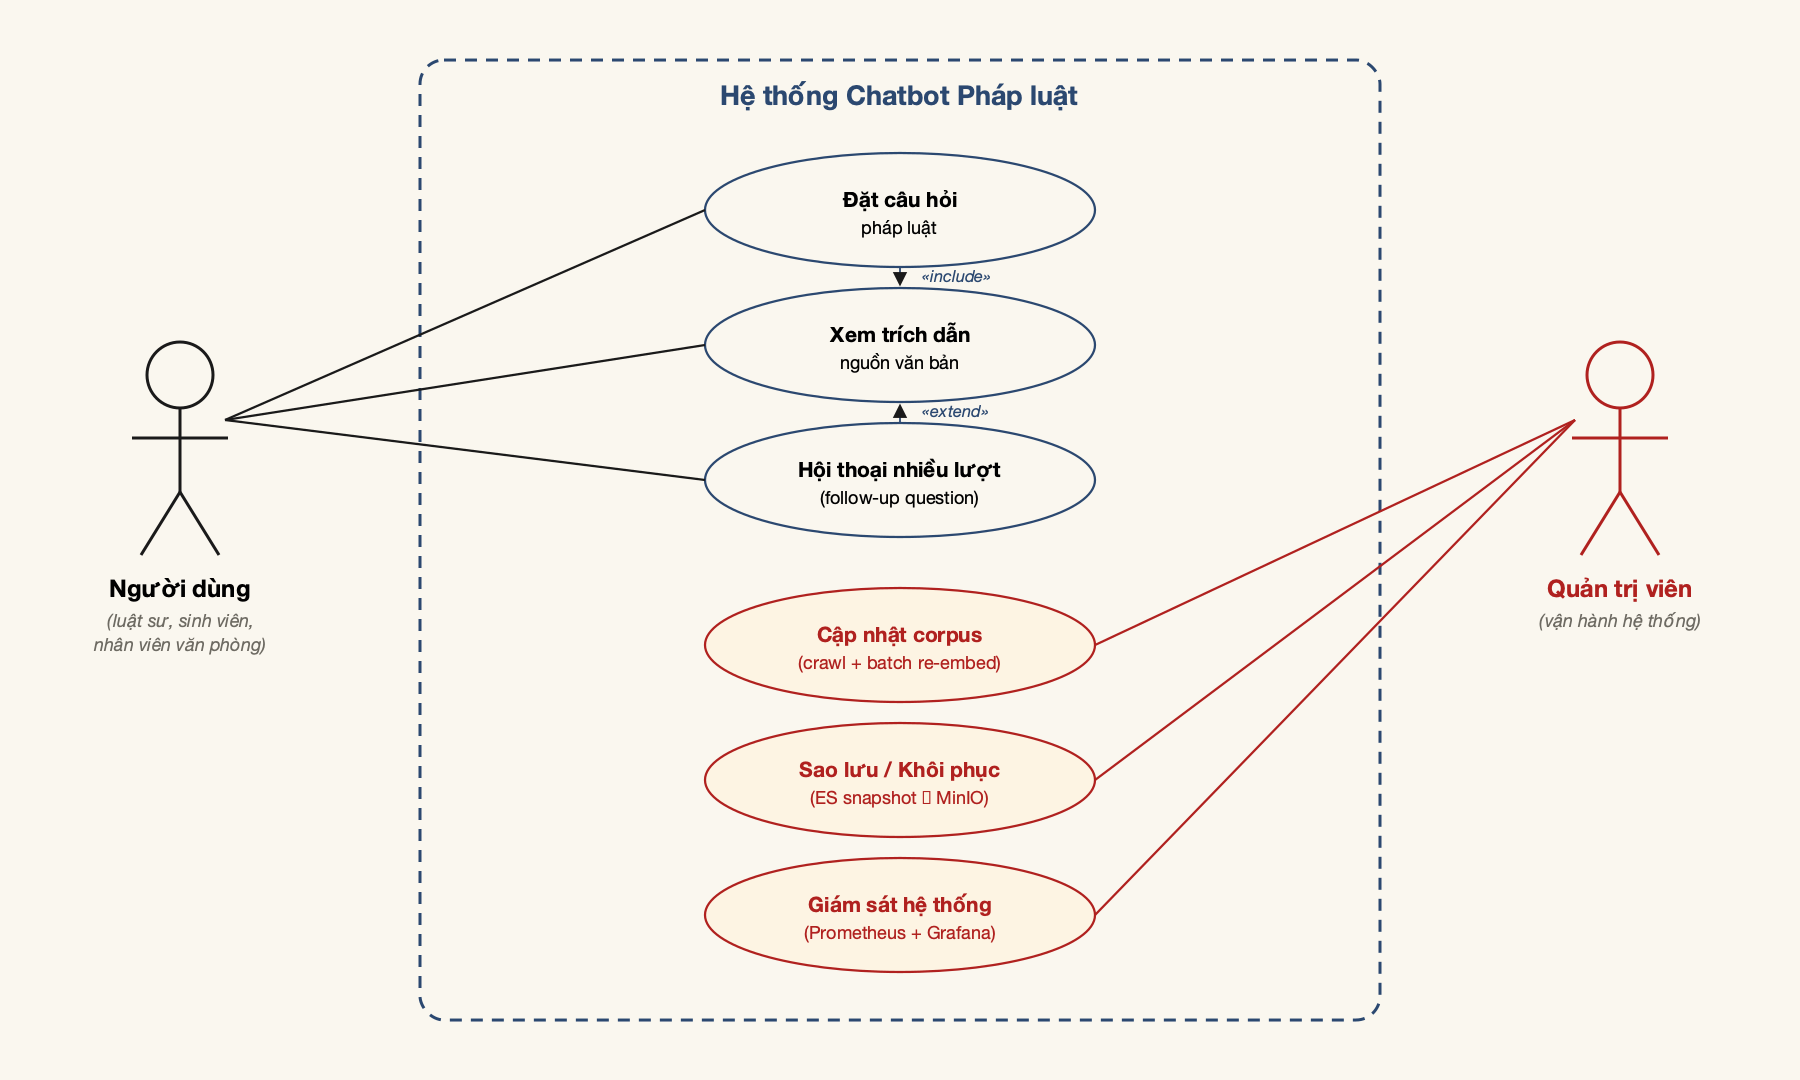 Hệ thống Chatbot Pháp luật
Đặt câu hỏi
pháp luật
«include»
Xem trích dẫn
nguồn văn bản
«extend»
Hội thoại nhiều lượt
(follow-up question)
Người dùng
(luật sư, sinh viên,
nhân viên văn phòng)
Quản trị viên
(vận hành hệ thống)
Cập nhật corpus
(crawl + batch re-embed)
Sao lưu / Khôi phục
(ES snapshot ▯ MinIO)
Giám sát hệ thống
(Prometheus + Grafana)